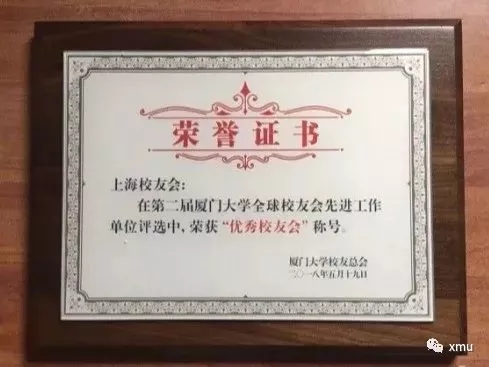 荣誉证书
上海校友会:
在第二届厦门大学全球校友会先进工作
单位评选中,荣获“优秀校友会”称号。
厦门大学校友总会
二〇一八年五月十九日
xmu